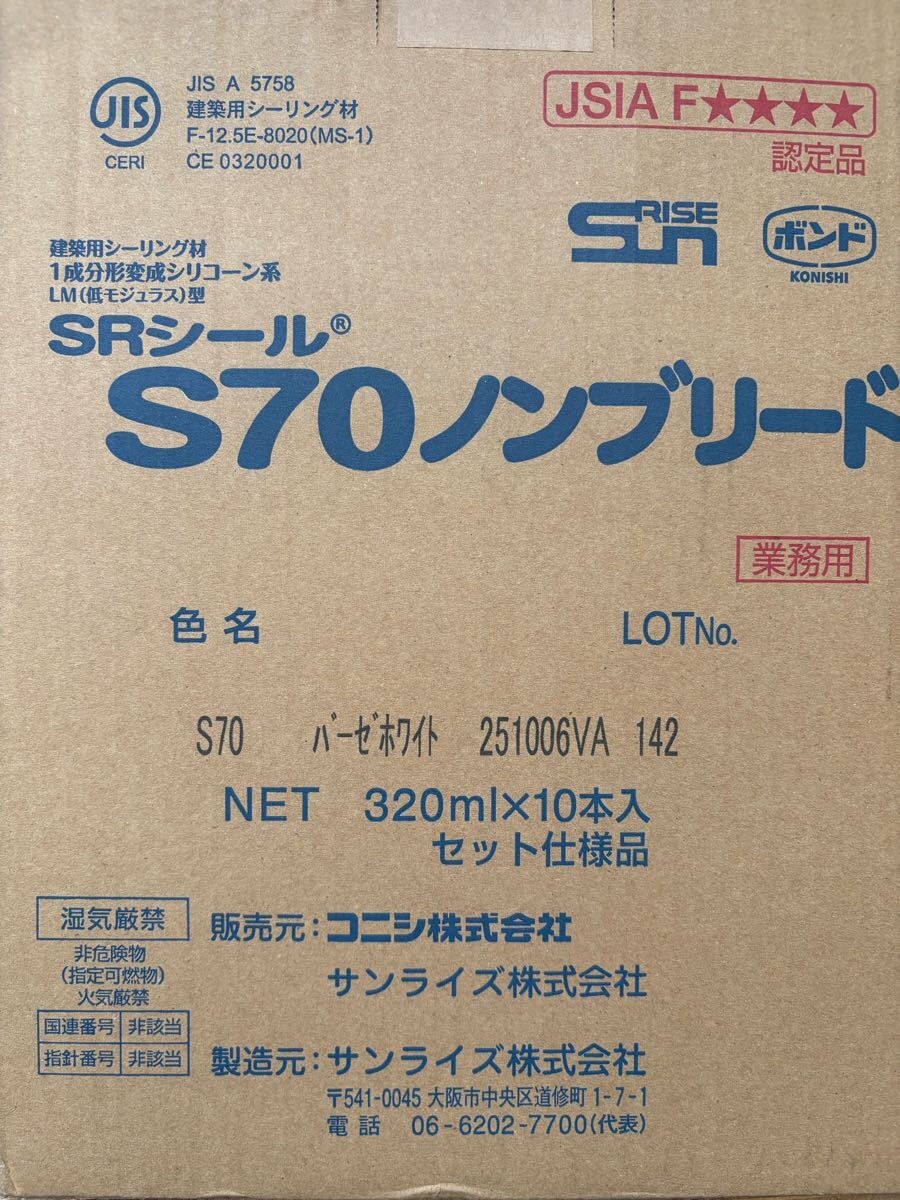 JIS
CERI
JIS A 5758
建築用シーリング材
F-12.5E-8020(MS-1)
CE 0320001
JSIA F★★★★
認定品
SUNRISE
ボンド
KONISHI
建築用シーリング材
1成分形変成シリコーン系
LM(低モジュラス)型
SRシール®
S70ノンブリード
業務用
色名 LOTNo.
S70 バーゼホワイト 251006VA 142
NET 320ml×10本入
セット仕様品
湿気厳禁
非危険物
(指定可燃物)
火気厳禁
国連番号 非該当
指針番号 非該当
販売元:コニシ株式会社
サンライズ株式会社
製造元:サンライズ株式会社
〒541-0045 大阪市中央区道修町1-7-1
電話 06-6202-7700(代表)